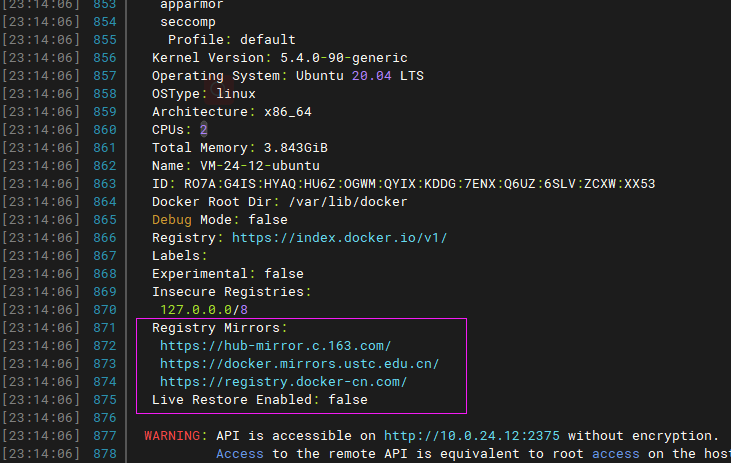 [23:14:06] 853 apparmor
[23:14:06] 854 seccomp
[23:14:06] 855 Profile: default
[23:14:06] 856 Kernel Version: 5.4.0-90-generic
[23:14:06] 857 Operating System: Ubuntu 20.04 LTS
[23:14:06] 858 OSType: linux
[23:14:06] 859 Architecture: x86_64
[23:14:06] 860 CPUs: 2
[23:14:06] 861 Total Memory: 3.843GiB
[23:14:06] 862 Name: VM-24-12-ubuntu
[23:14:06] 863 ID: RO7A:G4IS:HYAQ:HU6Z:OGWM:QYIX:KDDG:7ENX:Q6UZ:6SLV:ZCXW:XX53
[23:14:06] 864 Docker Root Dir: /var/lib/docker
[23:14:06] 865 Debug Mode: false
[23:14:06] 866 Registry: https://index.docker.io/v1/
[23:14:06] 867 Labels:
[23:14:06] 868 Experimental: false
[23:14:06] 869 Insecure Registries:
[23:14:06] 870 127.0.0.0/8
[23:14:06] 871 Registry Mirrors:
[23:14:06] 872 https://hub-mirror.c.163.com/
[23:14:06] 873 https://docker.mirrors.ustc.edu.cn/
[23:14:06] 874 https://registry.docker-cn.com/
[23:14:06] 875 Live Restore Enabled: false
[23:14:06] 876
[23:14:06] 877 WARNING: API is accessible on http://10.0.24.12:2375 without encryption.
[23:14:06] 878 Access to the remote API is equivalent to root access on the host